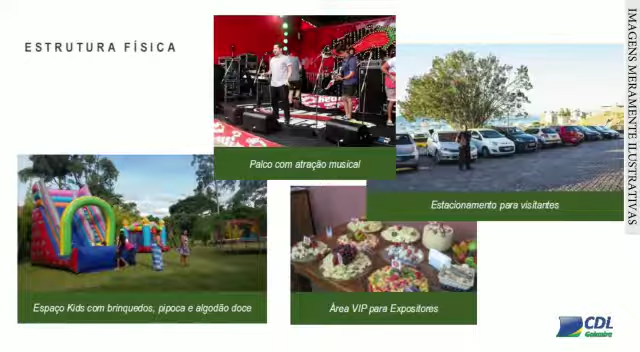 ESTRUTURA FÍSICA
Palco com atração musical
Estacionamento para visitantes
Espaço Kids com brinquedos, pipoca e algodão doce
Área VIP para Expositores
IMAGENS MERAMENTE ILUSTRATIVAS
CDL